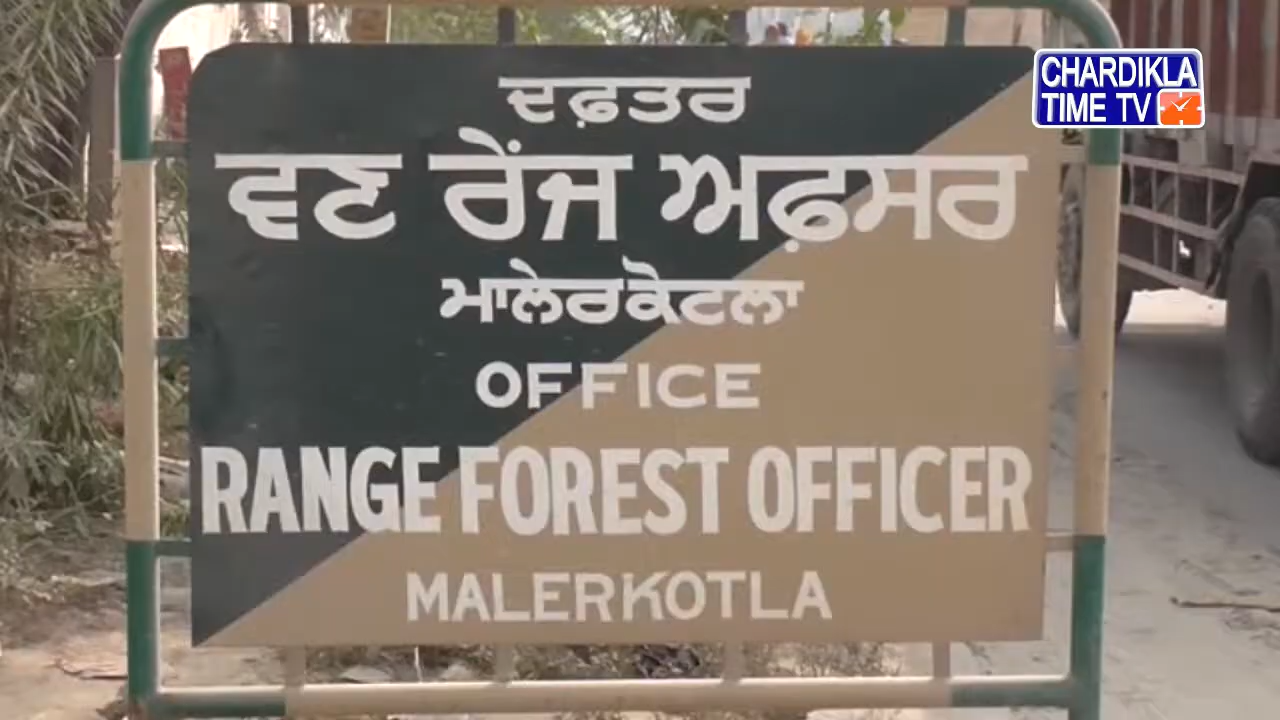 ਦਫ਼ਤਰ
ਵਣ ਰੇਂਜ ਅਫ਼ਸਰ
ਮਾਲੇਰਕੋਟਲਾ
OFFICE
RANGE FOREST OFFICER
MALERKOTLA
CHARDIKLA
TIME TV